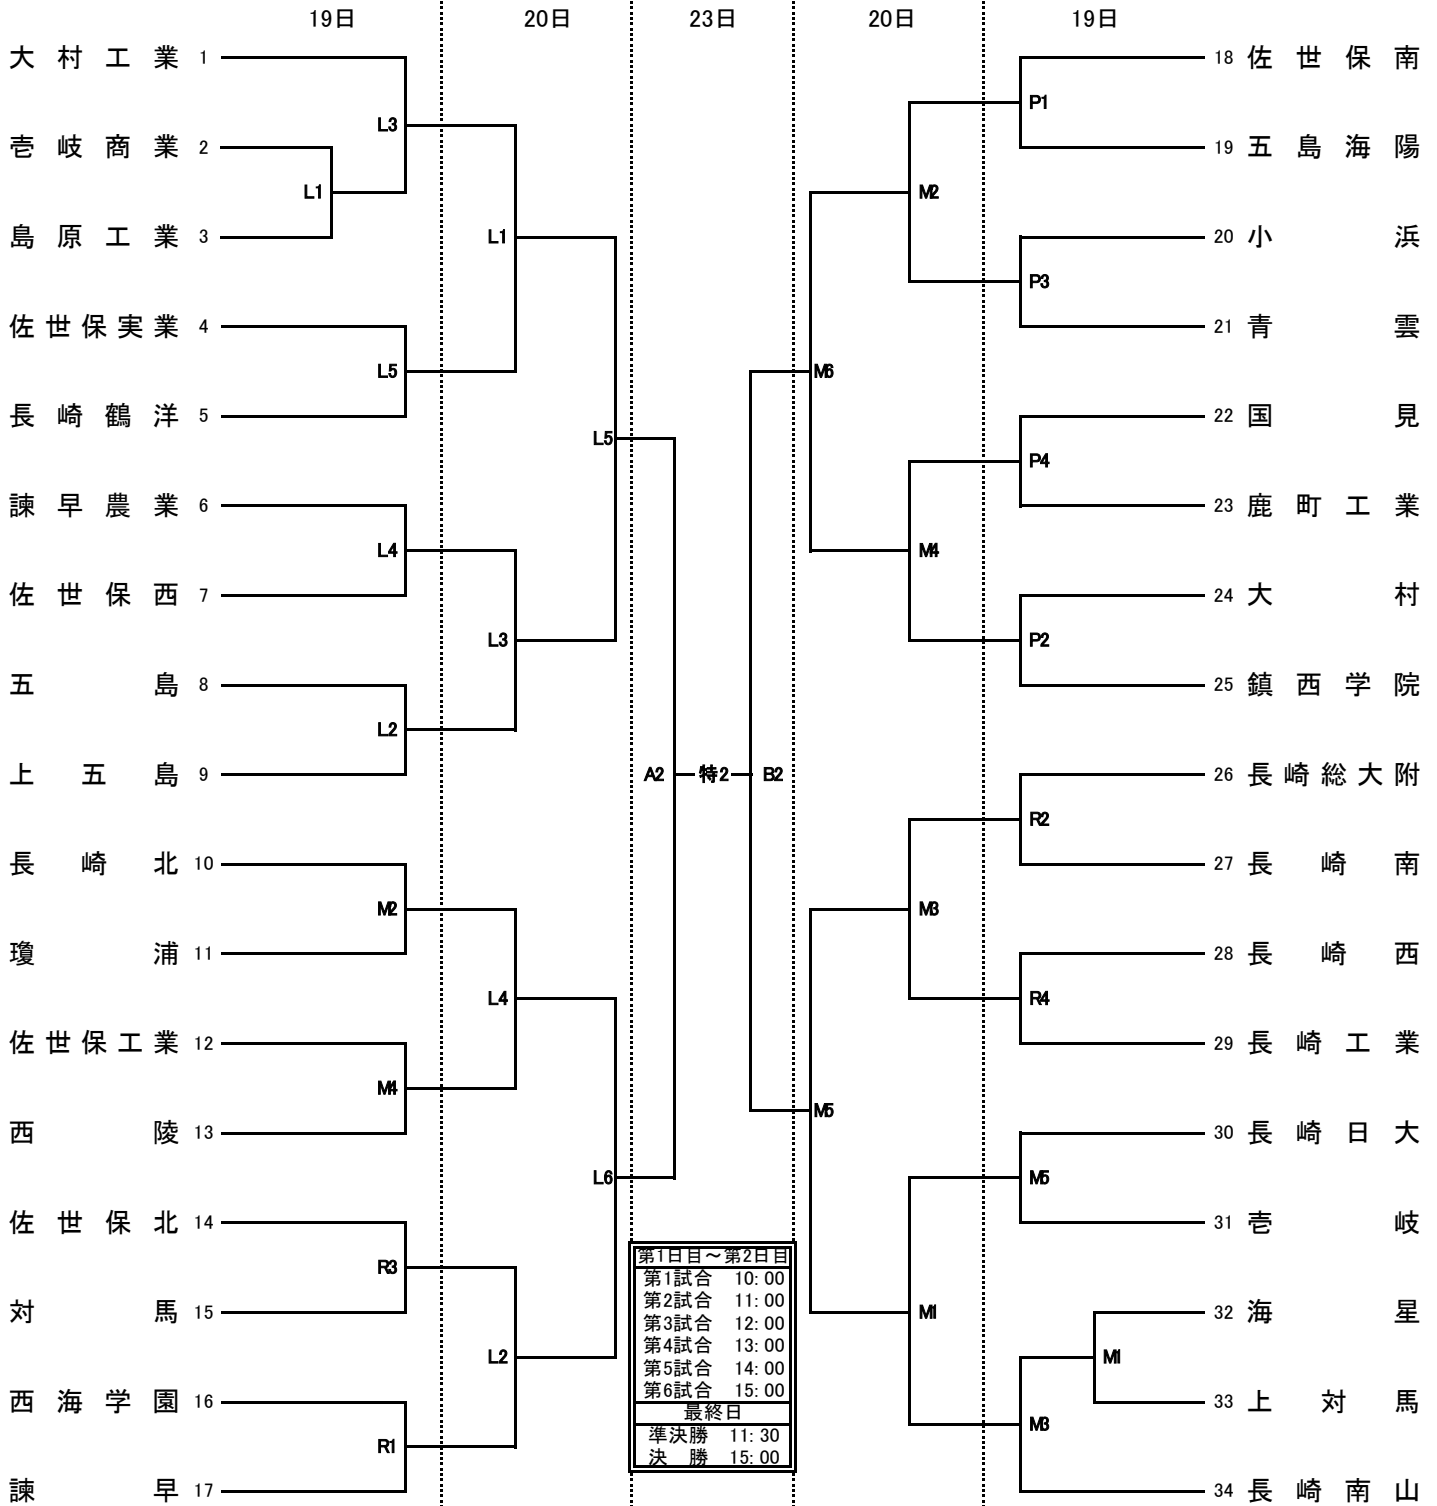 19日 20日 23日 20日 19日
大村工業 1
18 佐世保南
P1
L3
壱岐商業 2
19 五島海陽
L1
M2
島原工業 3
L1
20 小浜
P3
佐世保実業 4
21 青雲
L5
M6
長崎鶴洋 5
22 国見
L5
P4
諫早農業 6
23 鹿町工業
L4
M4
佐世保西 7
24 大村
L3
P2
五島 8
25 鎮西学院
L2
上五島 9
A2 特2 B2
26 長崎総大附
R2
長崎北 10
27 長崎南
M2
M3
瓊浦 11
28 長崎西
L4
R4
佐世保工業 12
29 長崎工業
M4
M5
西陵 13
30 長崎日大
L6
M5
佐世保北 14
31 壱岐
R3
対馬 15
M1
32 海星
L2
M1
西海学園 16
33 上対馬
M3
R1
諫早 17
34 長崎南山
第1日目～第2日目
第1試合 10:00
第2試合 11:00
第3試合 12:00
第4試合 13:00
第5試合 14:00
第6試合 15:00
最終日
準決勝 11:30
決勝 15:00